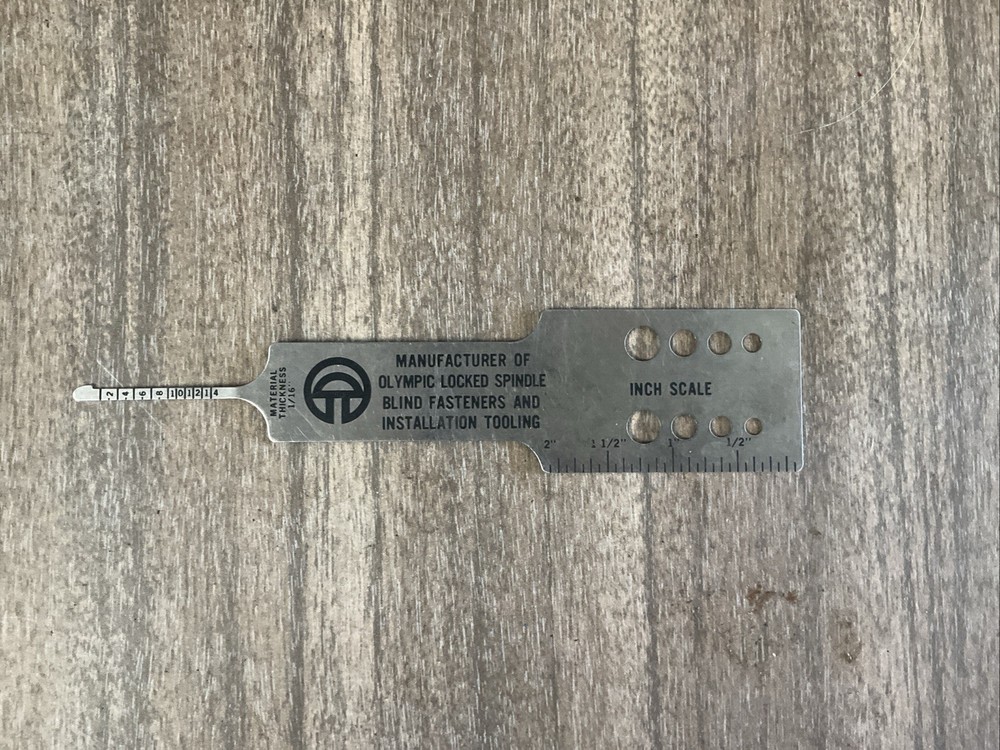 2 4 6 8 10 12 14
MATERIAL
THICKNESS
1/16"
MANUFACTURER OF
OLYMPIC LOCKED SPINDLE
BLIND FASTENERS AND
INSTALLATION TOOLING
INCH SCALE
2" 1 1/2" 1" 1/2"